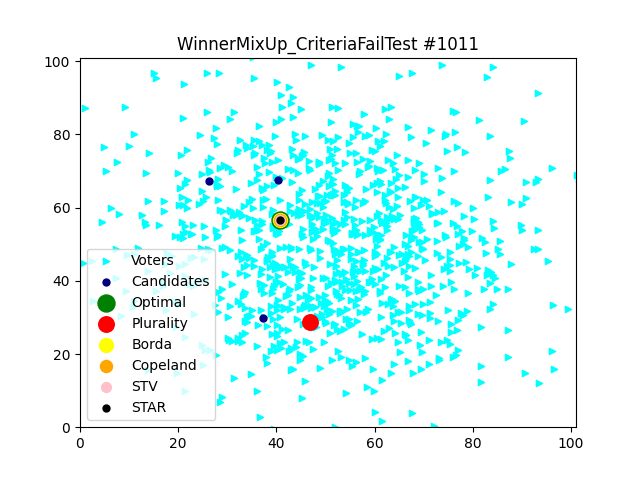 WinnerMixUp_CriteriaFailTest #1011
100
80
60
40
20
0
0
20
40
60
80
100
Voters
Candidates
Optimal
Plurality
Borda
Copeland
STV
STAR